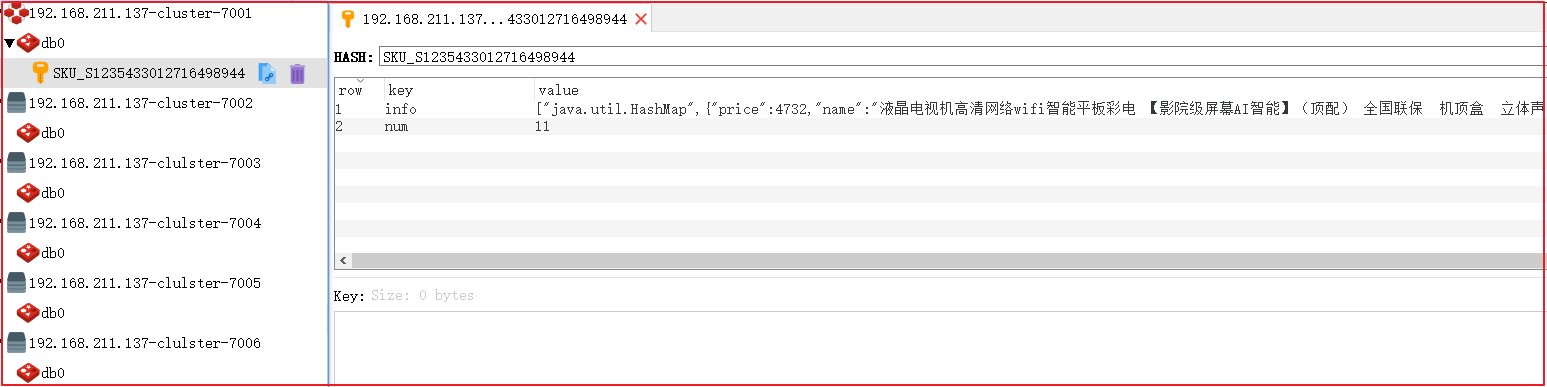 192.168.211.137-cluster-7001
db0
SKU_S1235433012716498944
192.168.211.137-cluster-7002
db0
192.168.211.137-clulster-7003
db0
192.168.211.137-clulster-7004
db0
192.168.211.137-clulster-7005
db0
192.168.211.137-clulster-7006
db0
192.168.211.137...433012716498944
HASH: SKU_S1235433012716498944
row key value
1 info ["java.util.HashMap",{"price":4732,"name":"液晶电视机高清网络wifi智能平板彩电 【影院级屏幕AI智能】（顶配） 全国联保 机顶盒 立体声
2 num 11
Key: Size: 0 bytes